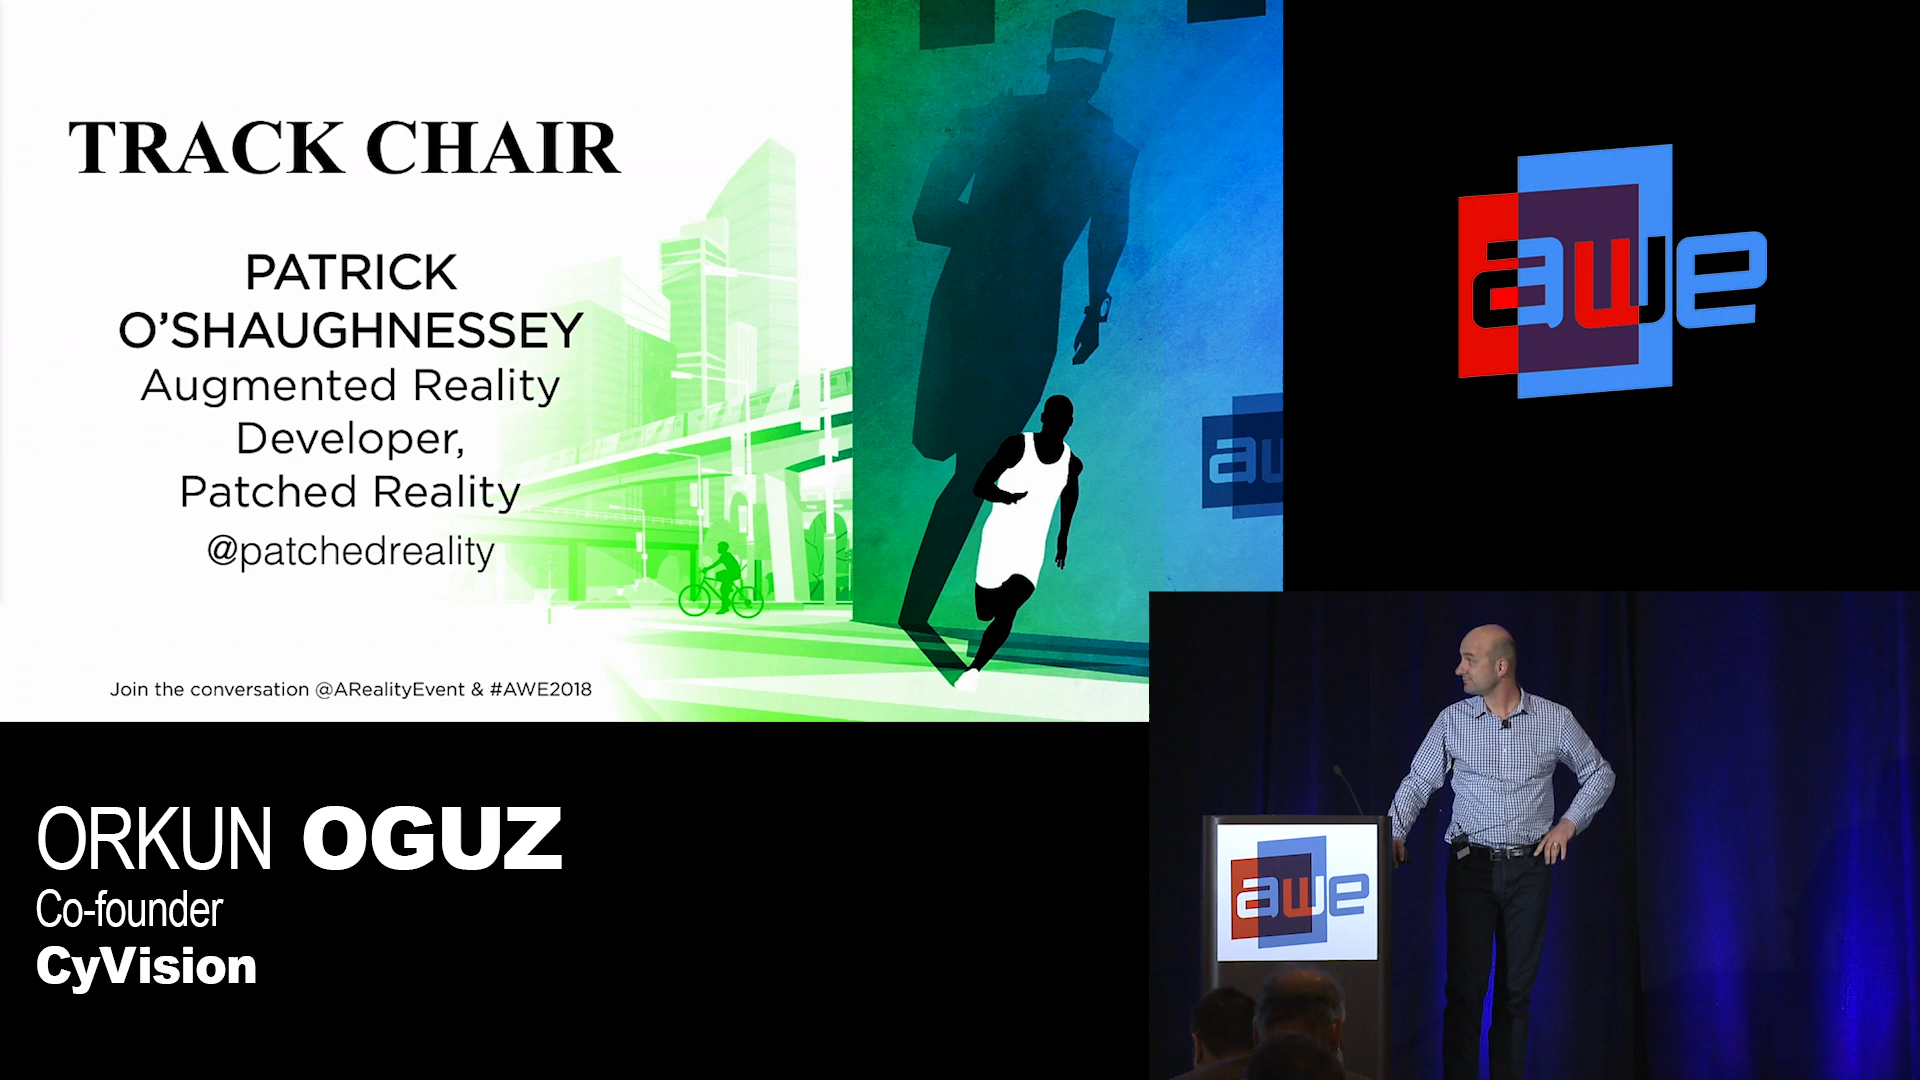 TRACK CHAIR
PATRICK
O'SHAUGHNESSEY
Augmented Reality
Developer,
Patched Reality
@patchedreality
Join the conversation @ARealityEvent & #AWE2018
au
awe
awe
ORKUN OGUZ
Co-founder
CyVision